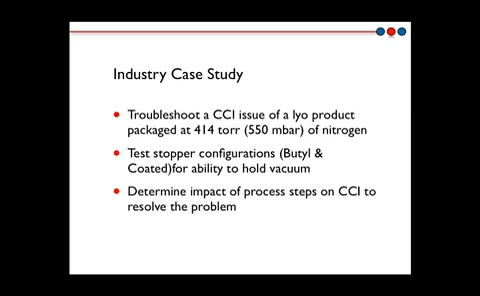 Industry Case Study
Troubleshoot a CCI issue of a lyo product
packaged at 414 torr (550 mbar) of nitrogen
Test stopper configurations (Butyl &
Coated)for ability to hold vacuum
Determine impact of process steps on CCI to
resolve the problem